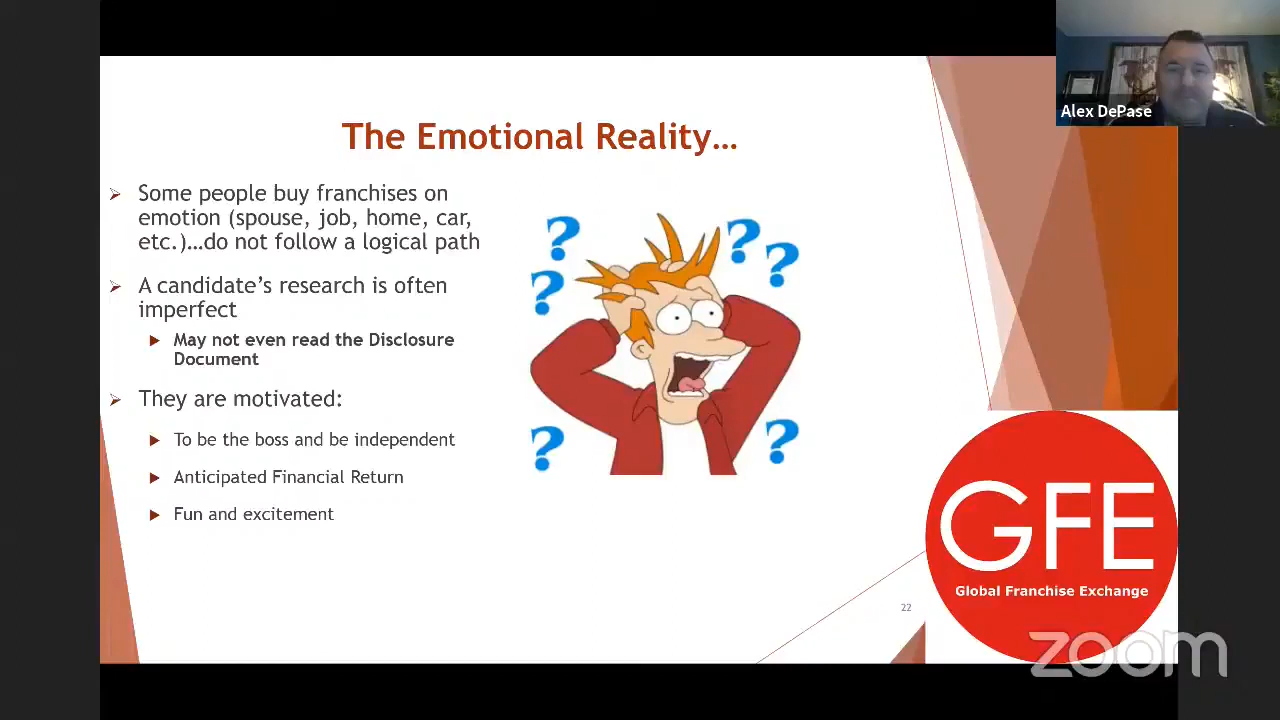 Alex DePase
The Emotional Reality...
Some people buy franchises on
emotion (spouse, job, home, car,
etc.)...do not follow a logical path
A candidate's research is often
imperfect
May not even read the Disclosure
Document
They are motivated:
To be the boss and be independent
Anticipated Financial Return
Fun and excitement
? ? ? ? ? ?
GFE
Global Franchise Exchange
22
zoom